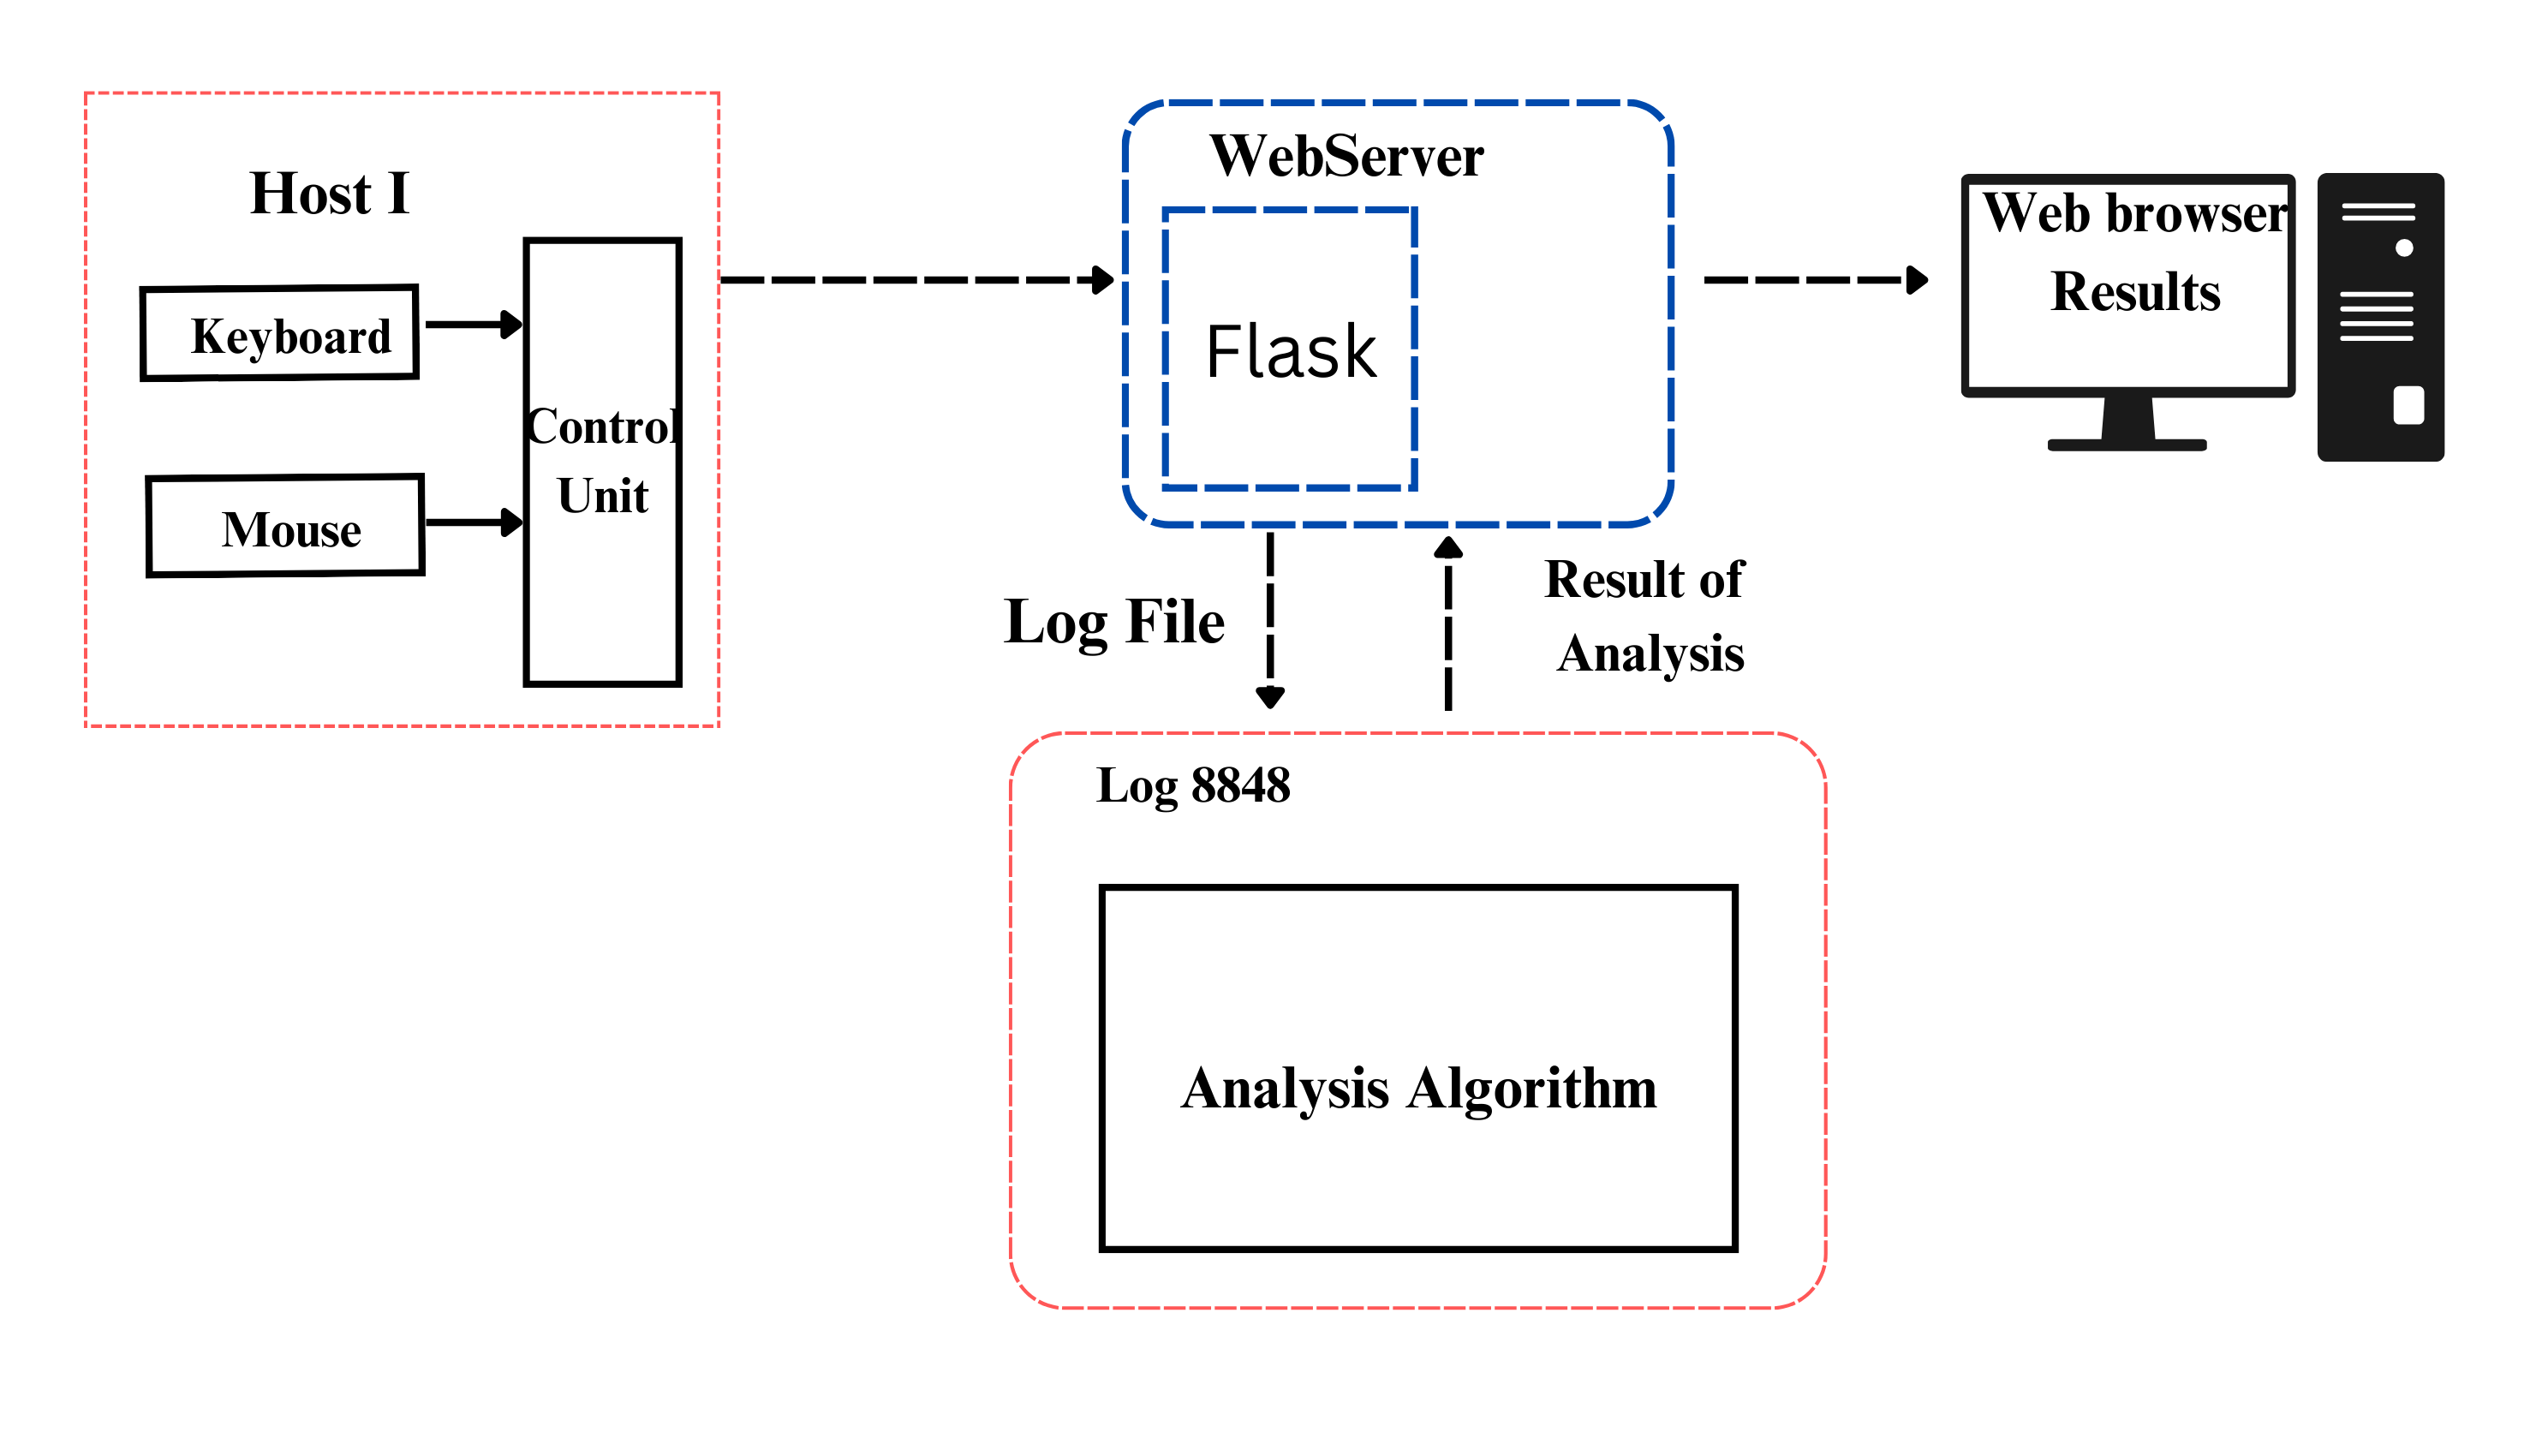 Host I
Keyboard
Mouse
Control
Unit
WebServer
Flask
Web browser
Results
Log File
Result of
Analysis
Log 8848
Analysis Algorithm